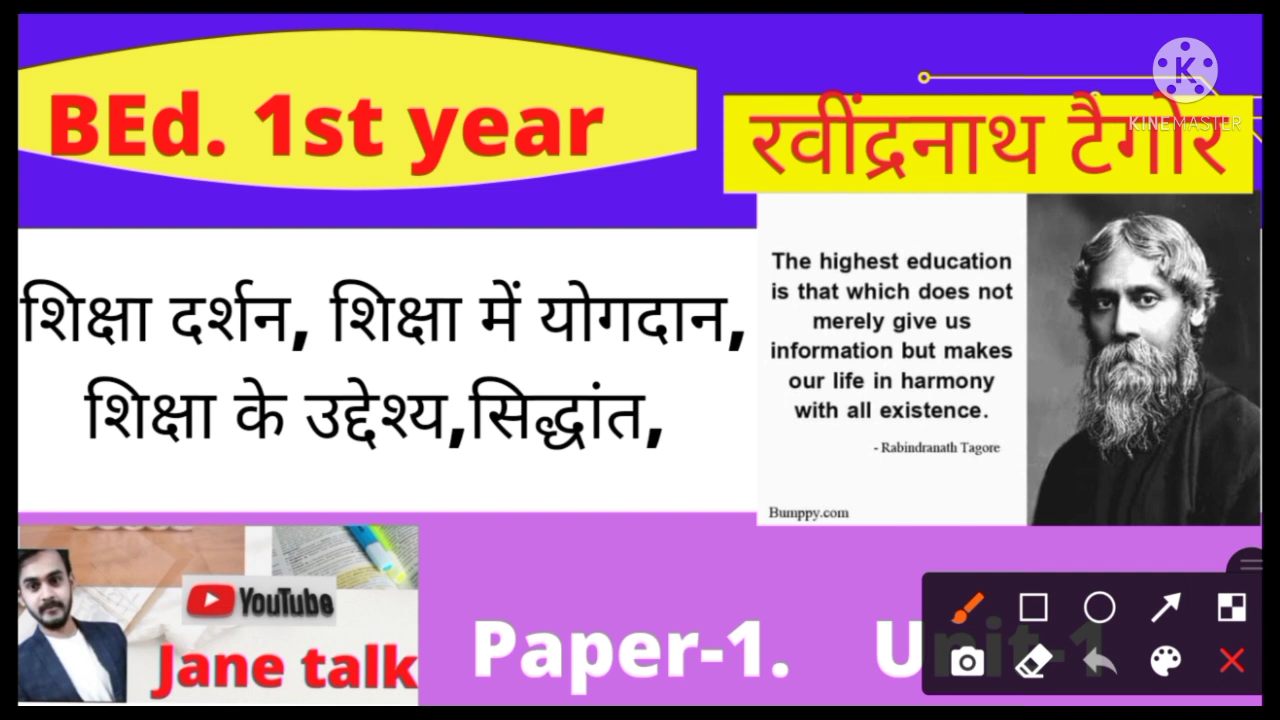 BEd. 1st year
रवींद्रनाथ टैगोर
KINEMASTER
शिक्षा दर्शन, शिक्षा में योगदान,
शिक्षा के उद्देश्य,सिद्धांत,
The highest education
is that which does not
merely give us
information but makes
our life in harmony
with all existence.
- Rabindranath Tagore
Bumppy.com
YouTube
Jane talk
Paper-1. Unit-1